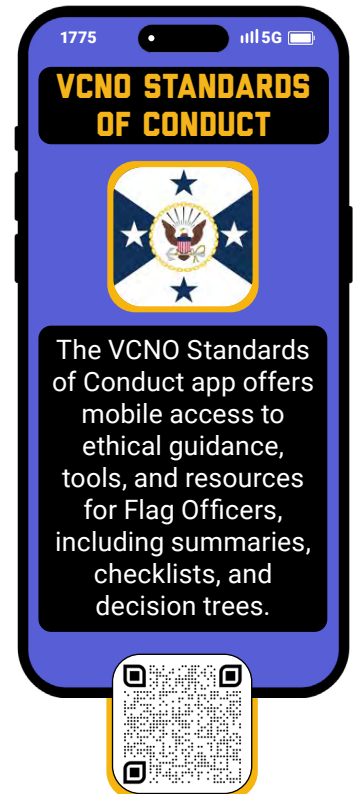 1775
5G
VCNO STANDARDS
OF CONDUCT
The VCNO Standards
of Conduct app offers
mobile access to
ethical guidance,
tools, and resources
for Flag Officers,
including summaries,
checklists, and
decision trees.